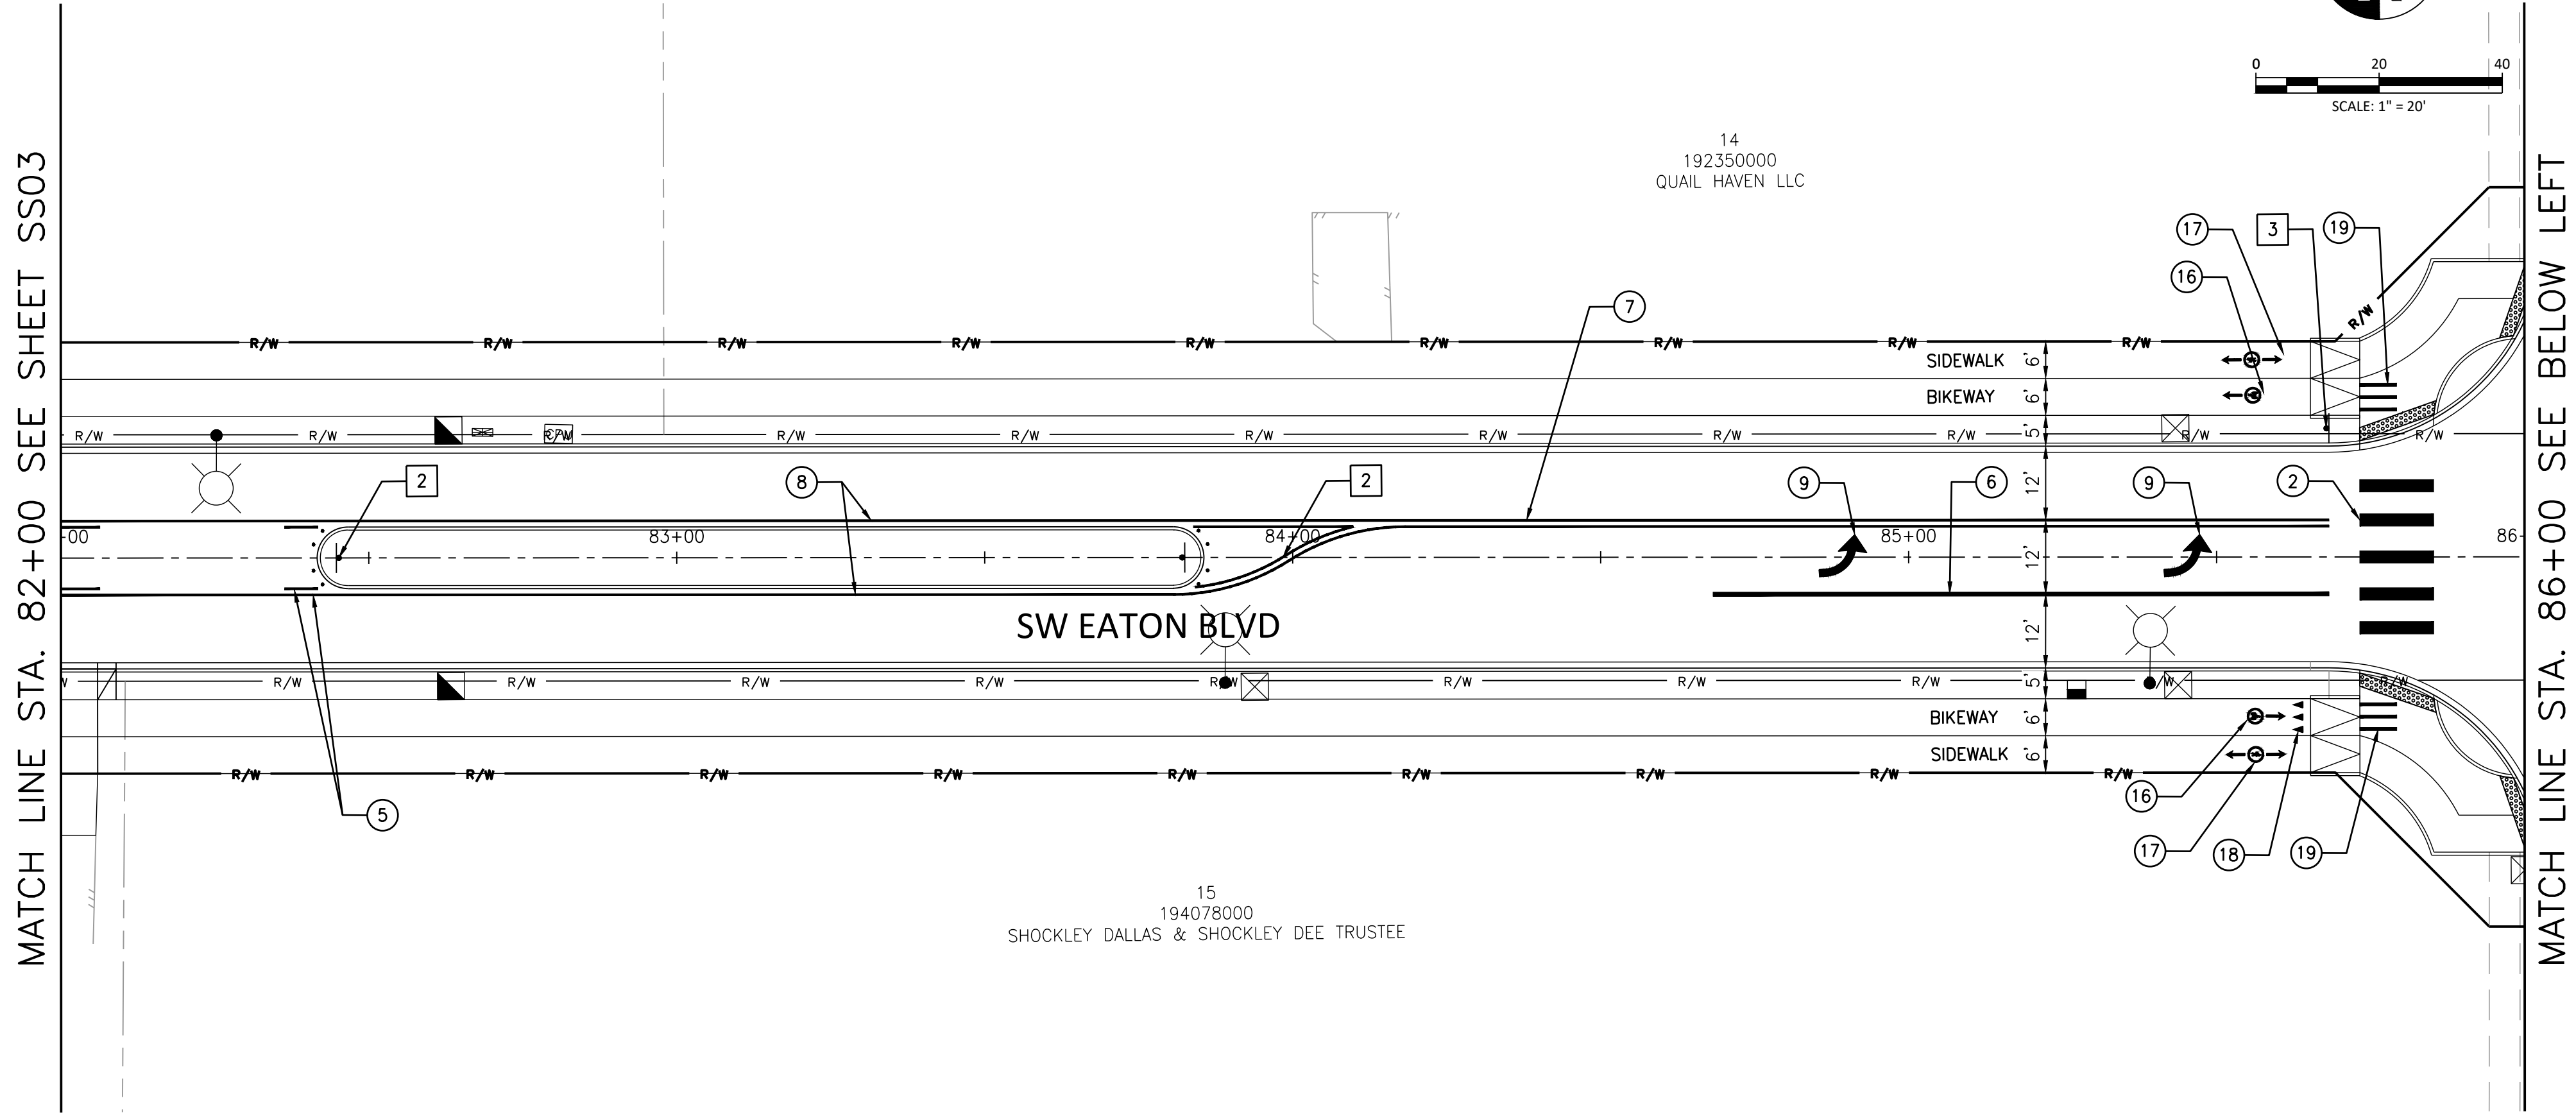 MATCH LINE STA. 82+00 SEE SHEET SS03
MATCH LINE STA. 86+00 SEE BELOW LEFT
0 20 40
SCALE: 1" = 20'
14
192350000
QUAIL HAVEN LLC
17 3 19
16
7
R/W R/W R/W R/W R/W R/W R/W R/W R/W R/W
SIDEWALK 6'
BIKEWAY 6'
R/W R/W R/W R/W R/W R/W R/W R/W R/W R/W R/W
5'
2 8 2 9 6 9 2
12'
00 83+00 84+00 85+00 86
12'
SW EATON BLVD
12'
R/W R/W R/W R/W R/W R/W R/W R/W R/W R/W
5'
BIKEWAY 6'
SIDEWALK 6'
R/W R/W R/W R/W R/W R/W R/W R/W R/W
16
5
17 18 19
15
194078000
SHOCKLEY DALLAS & SHOCKLEY DEE TRUSTEE